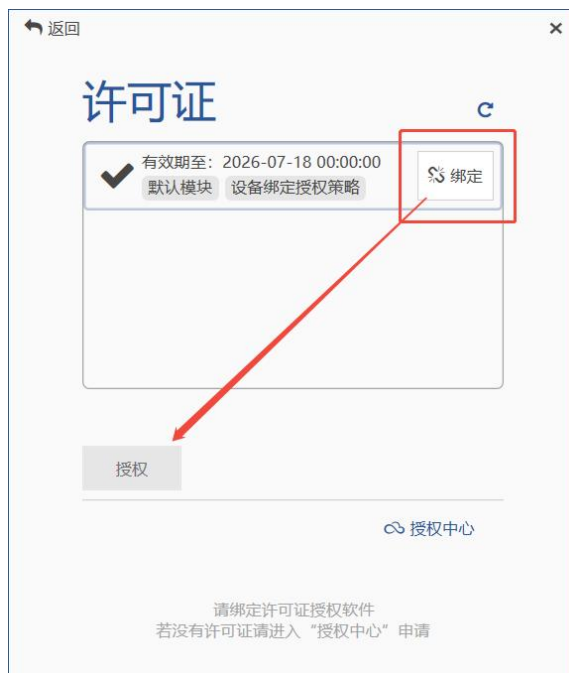 返回
许可证
有效期至：2026-07-18 00:00:00
默认模块 设备绑定授权策略
绑定
授权
授权中心
请绑定许可证授权软件
若没有许可证请进入“授权中心”申请